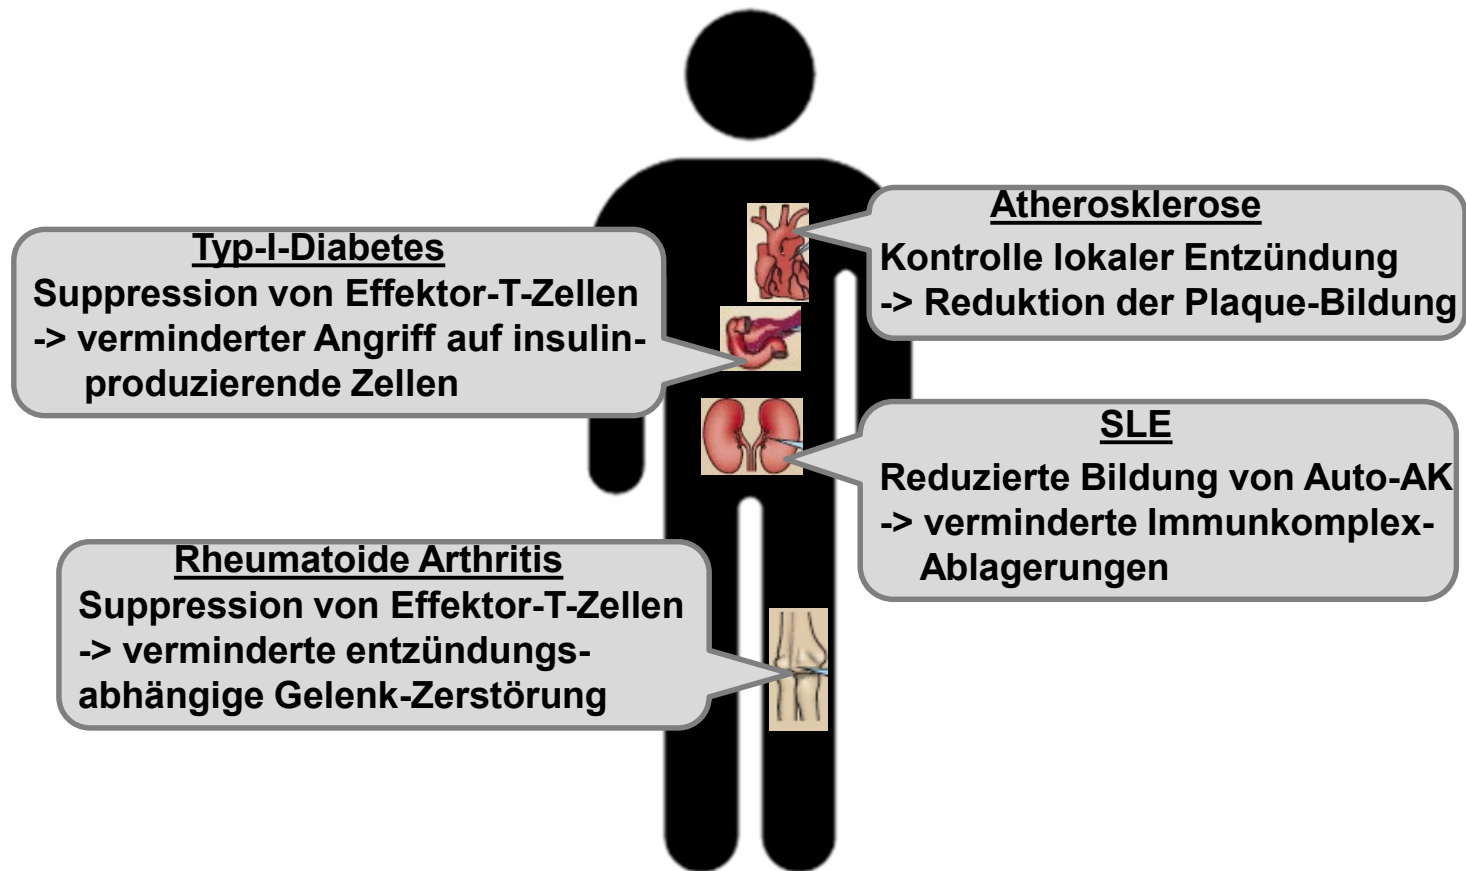 Typ-I-Diabetes
Suppression von Effektor-T-Zellen
-> verminderter Angriff auf insulin-
produzierende Zellen
Atherosklerose
Kontrolle lokaler Entzündung
-> Reduktion der Plaque-Bildung
SLE
Reduzierte Bildung von Auto-AK
-> verminderte Immunkomplex-
Ablagerungen
Rheumatoide Arthritis
Suppression von Effektor-T-Zellen
-> verminderte entzündungs-
abhängige Gelenk-Zerstörung